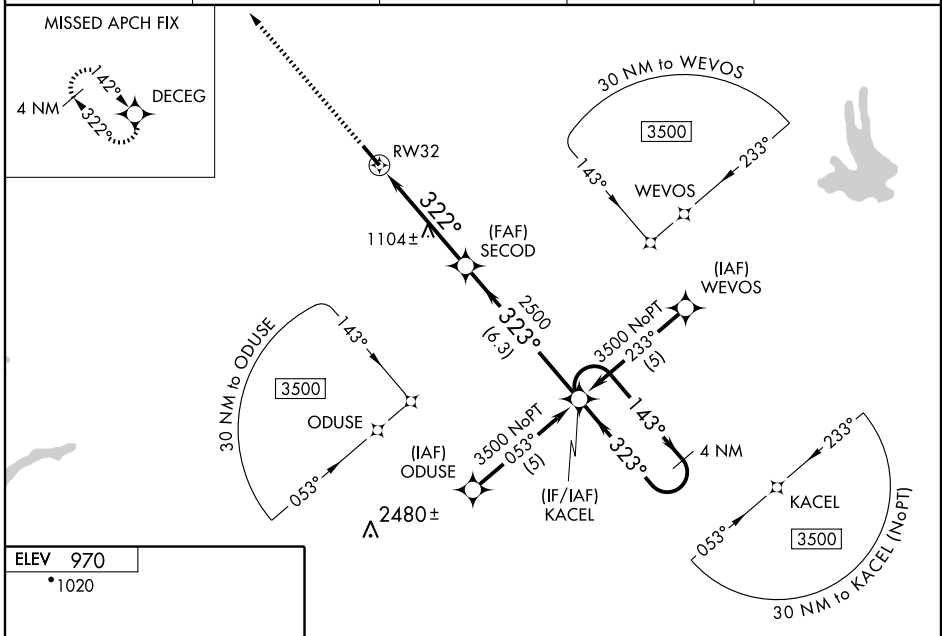 MISSED APCH FIX
142°
DECEG
4 NM
322°
RW32
322°
1104±
(FAF)
SECOD
2500
323°
(6.3)
30 NM to WEVOS
3500
143°
233°
WEVOS
(IAF)
WEVOS
3500 NoPT
233°
(5)
30 NM to ODUSE
143°
3500
ODUSE
053°
(IAF)
ODUSE
3500 NoPT
053°
(5)
2480±
(IF/IAF)
KACEL
143°
323°
4 NM
233°
KACEL
053°
3500
30 NM to KACEL (NoPT)
ELEV 970
1020